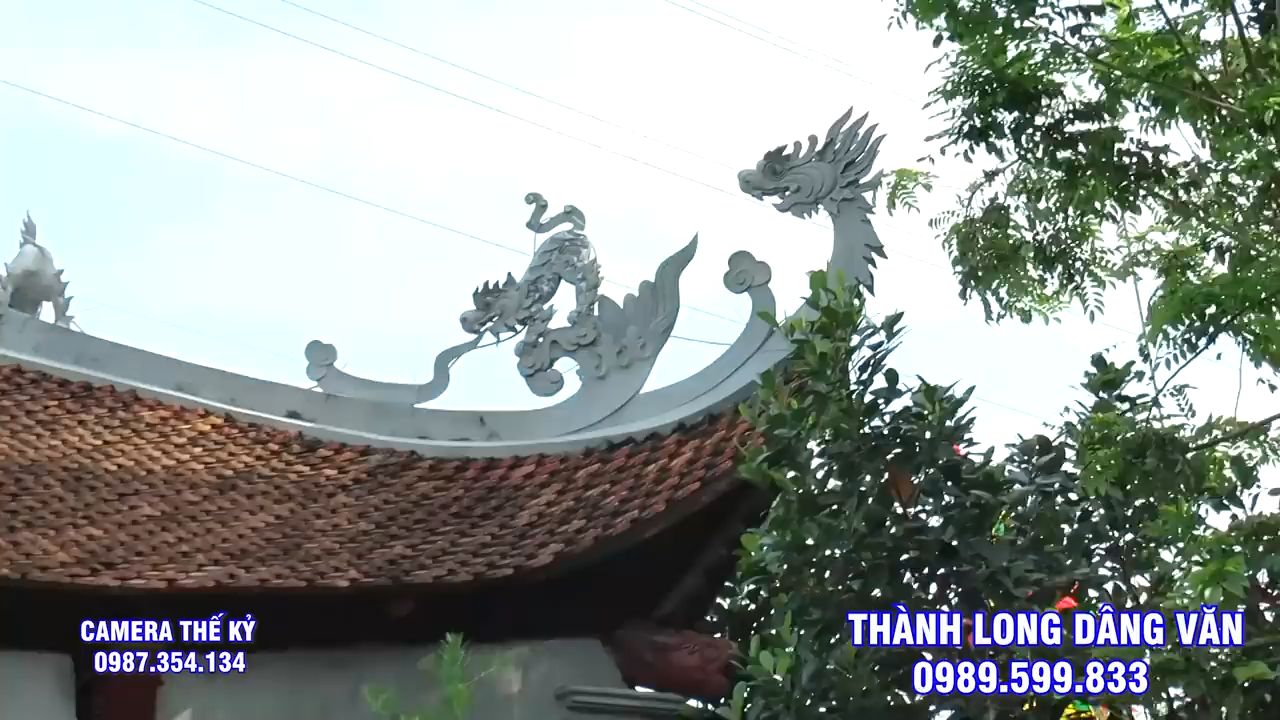 CAMERA THẾ KỶ
0987.354.134
THÀNH LONG DÂNG VĂN
0989.599.833